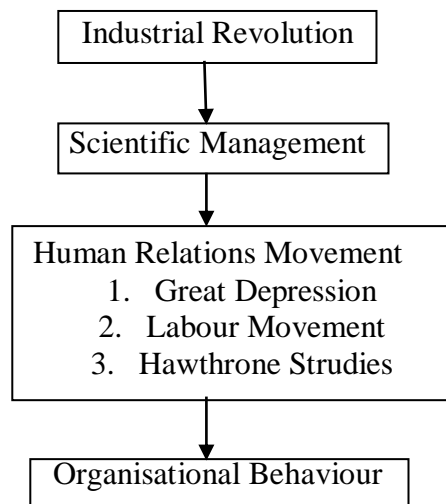 Industrial Revolution
Scientific Management
Human Relations Movement
1. Great Depression
2. Labour Movement
3. Hawthrone Strudies
Organisational Behaviour